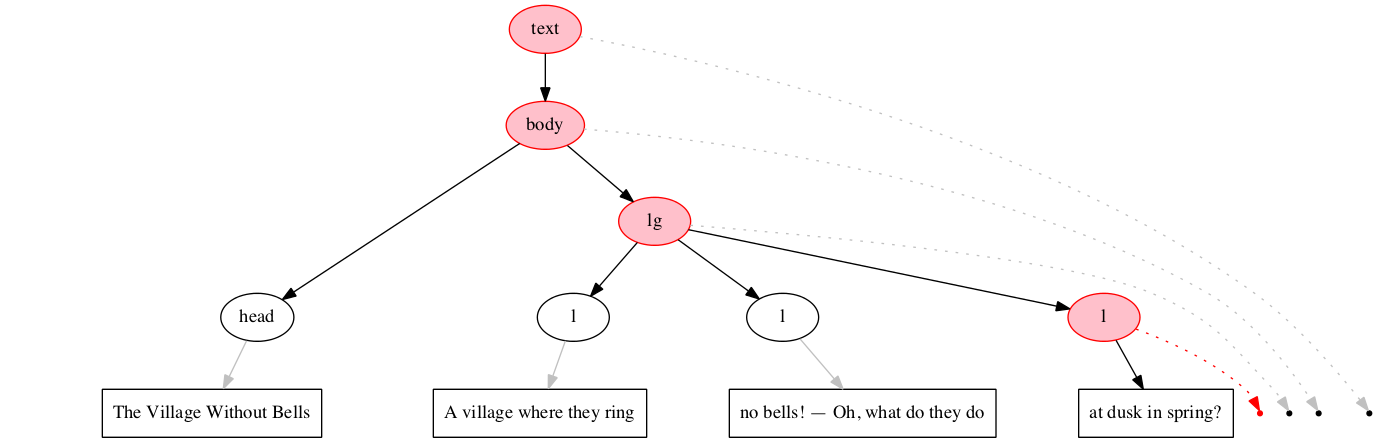 text
body
lg
head
l
l
l
The Village Without Bells
A village where they ring
no bells! — Oh, what do they do
at dusk in spring?